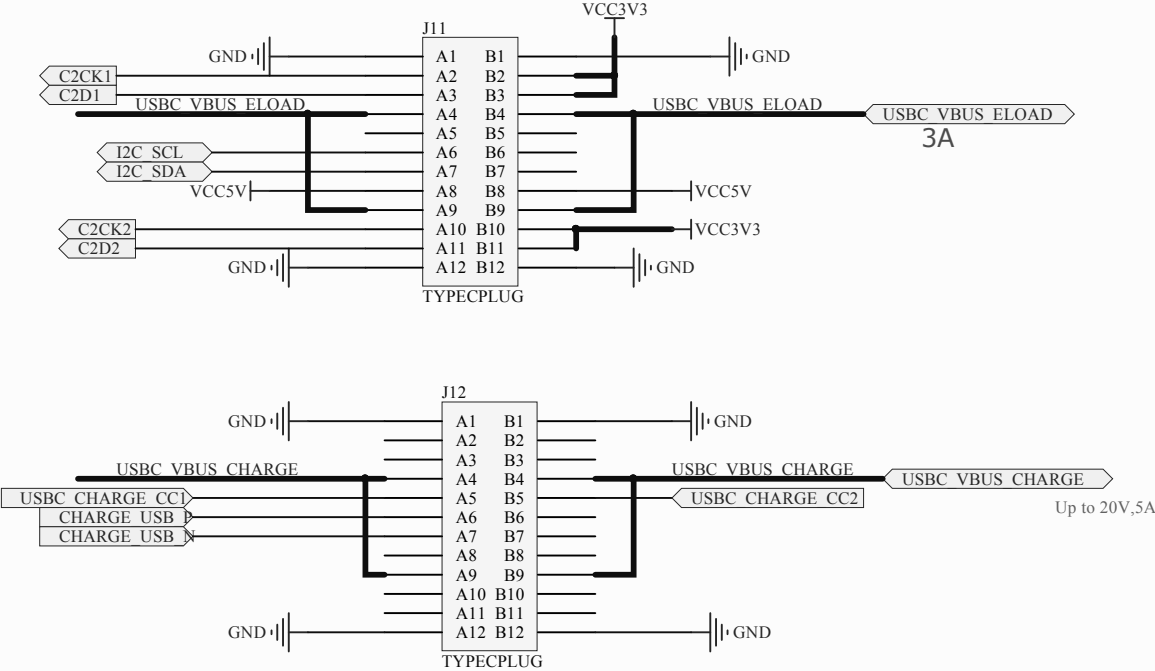 VCC3V3
J11
GND A1 B1 GND
C2CK1 A2 B2
C2D1 A3 B3
USBC_VBUS_ELOAD A4 B4 USBC_VBUS_ELOAD USBC_VBUS_ELOAD
3A
A5 B5
I2C_SCL A6 B6
I2C_SDA A7 B7
VCC5V A8 B8 VCC5V
A9 B9
C2CK2 A10 B10 VCC3V3
C2D2 A11 B11
GND A12 B12 GND
TYPECPLUG
J12
GND A1 B1 GND
A2 B2
A3 B3
USBC_VBUS_CHARGE A4 B4 USBC_VBUS_CHARGE USBC_VBUS_CHARGE
USBC_CHARGE_CC1 A5 B5 USBC_CHARGE_CC2
Up to 20V,5A
CHARGE_USB_P A6 B6
CHARGE_USB_N A7 B7
A8 B8
A9 B9
A10 B10
A11 B11
GND A12 B12 GND
TYPECPLUG